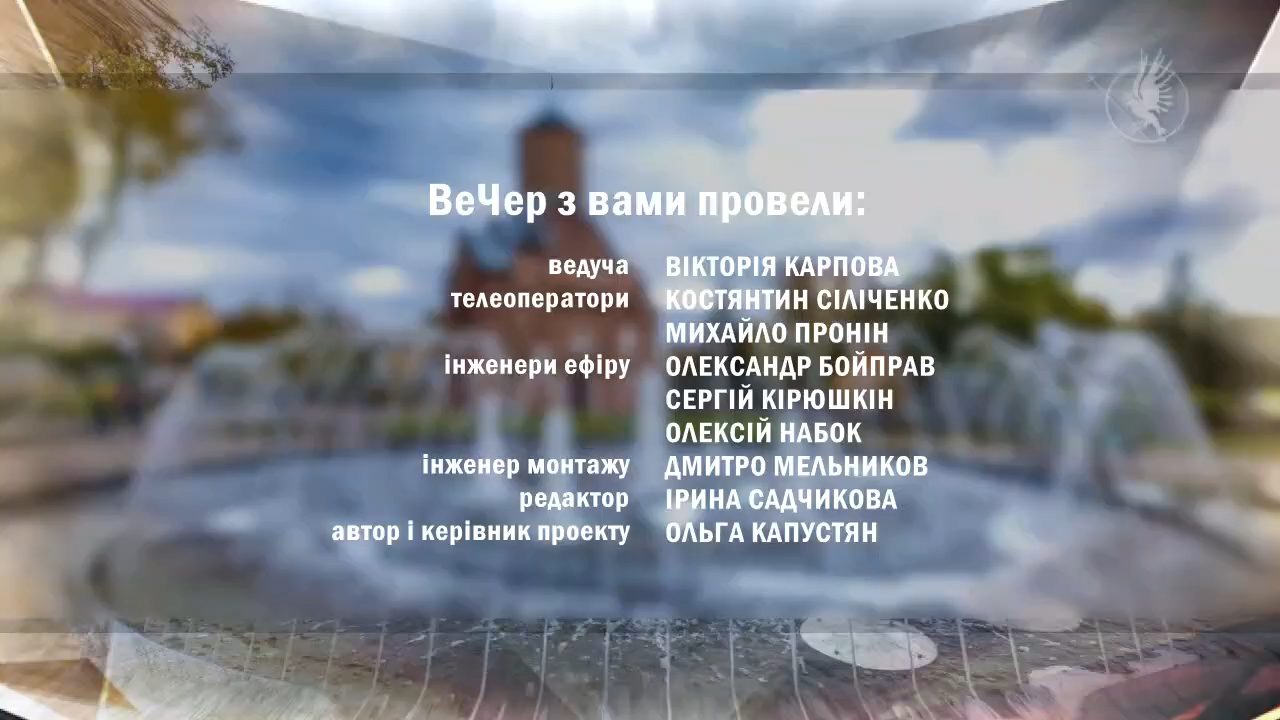 ВеЧер з вами провели:
ведуча ВІКТОРІЯ КАРПОВА
телеоператори КОСТЯНТИН СІЛІЧЕНКО
МИХАЙЛО ПРОНІН
інженери ефіру ОЛЕКСАНДР БОЙПРАВ
СЕРГІЙ КІРЮШКІН
ОЛЕКСІЙ НАБОК
інженер монтажу ДМИТРО МЕЛЬНИКОВ
редактор ІРИНА САДЧИКОВА
автор і керівник проекту ОЛЬГА КАПУСТЯН